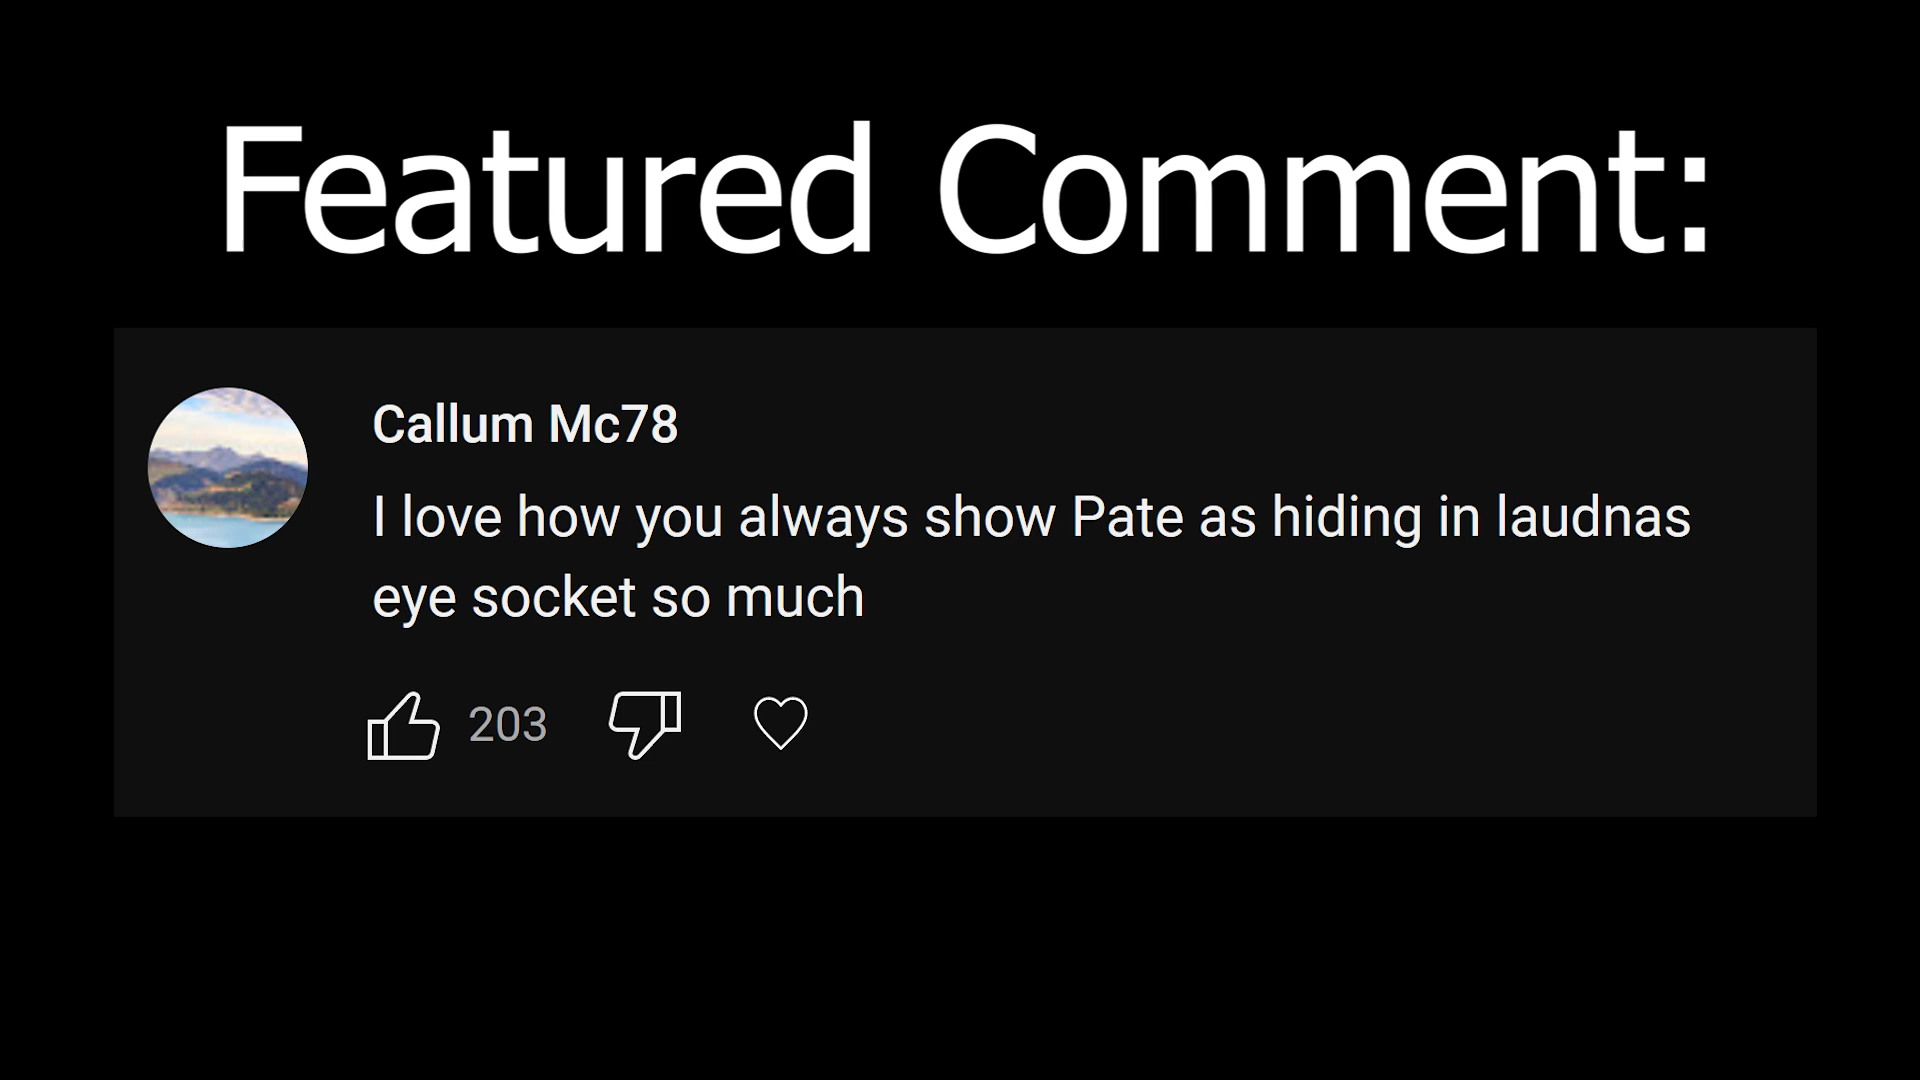 Featured Comment:
Callum Mc78
I love how you always show Pate as hiding in laudnas
eye socket so much
203